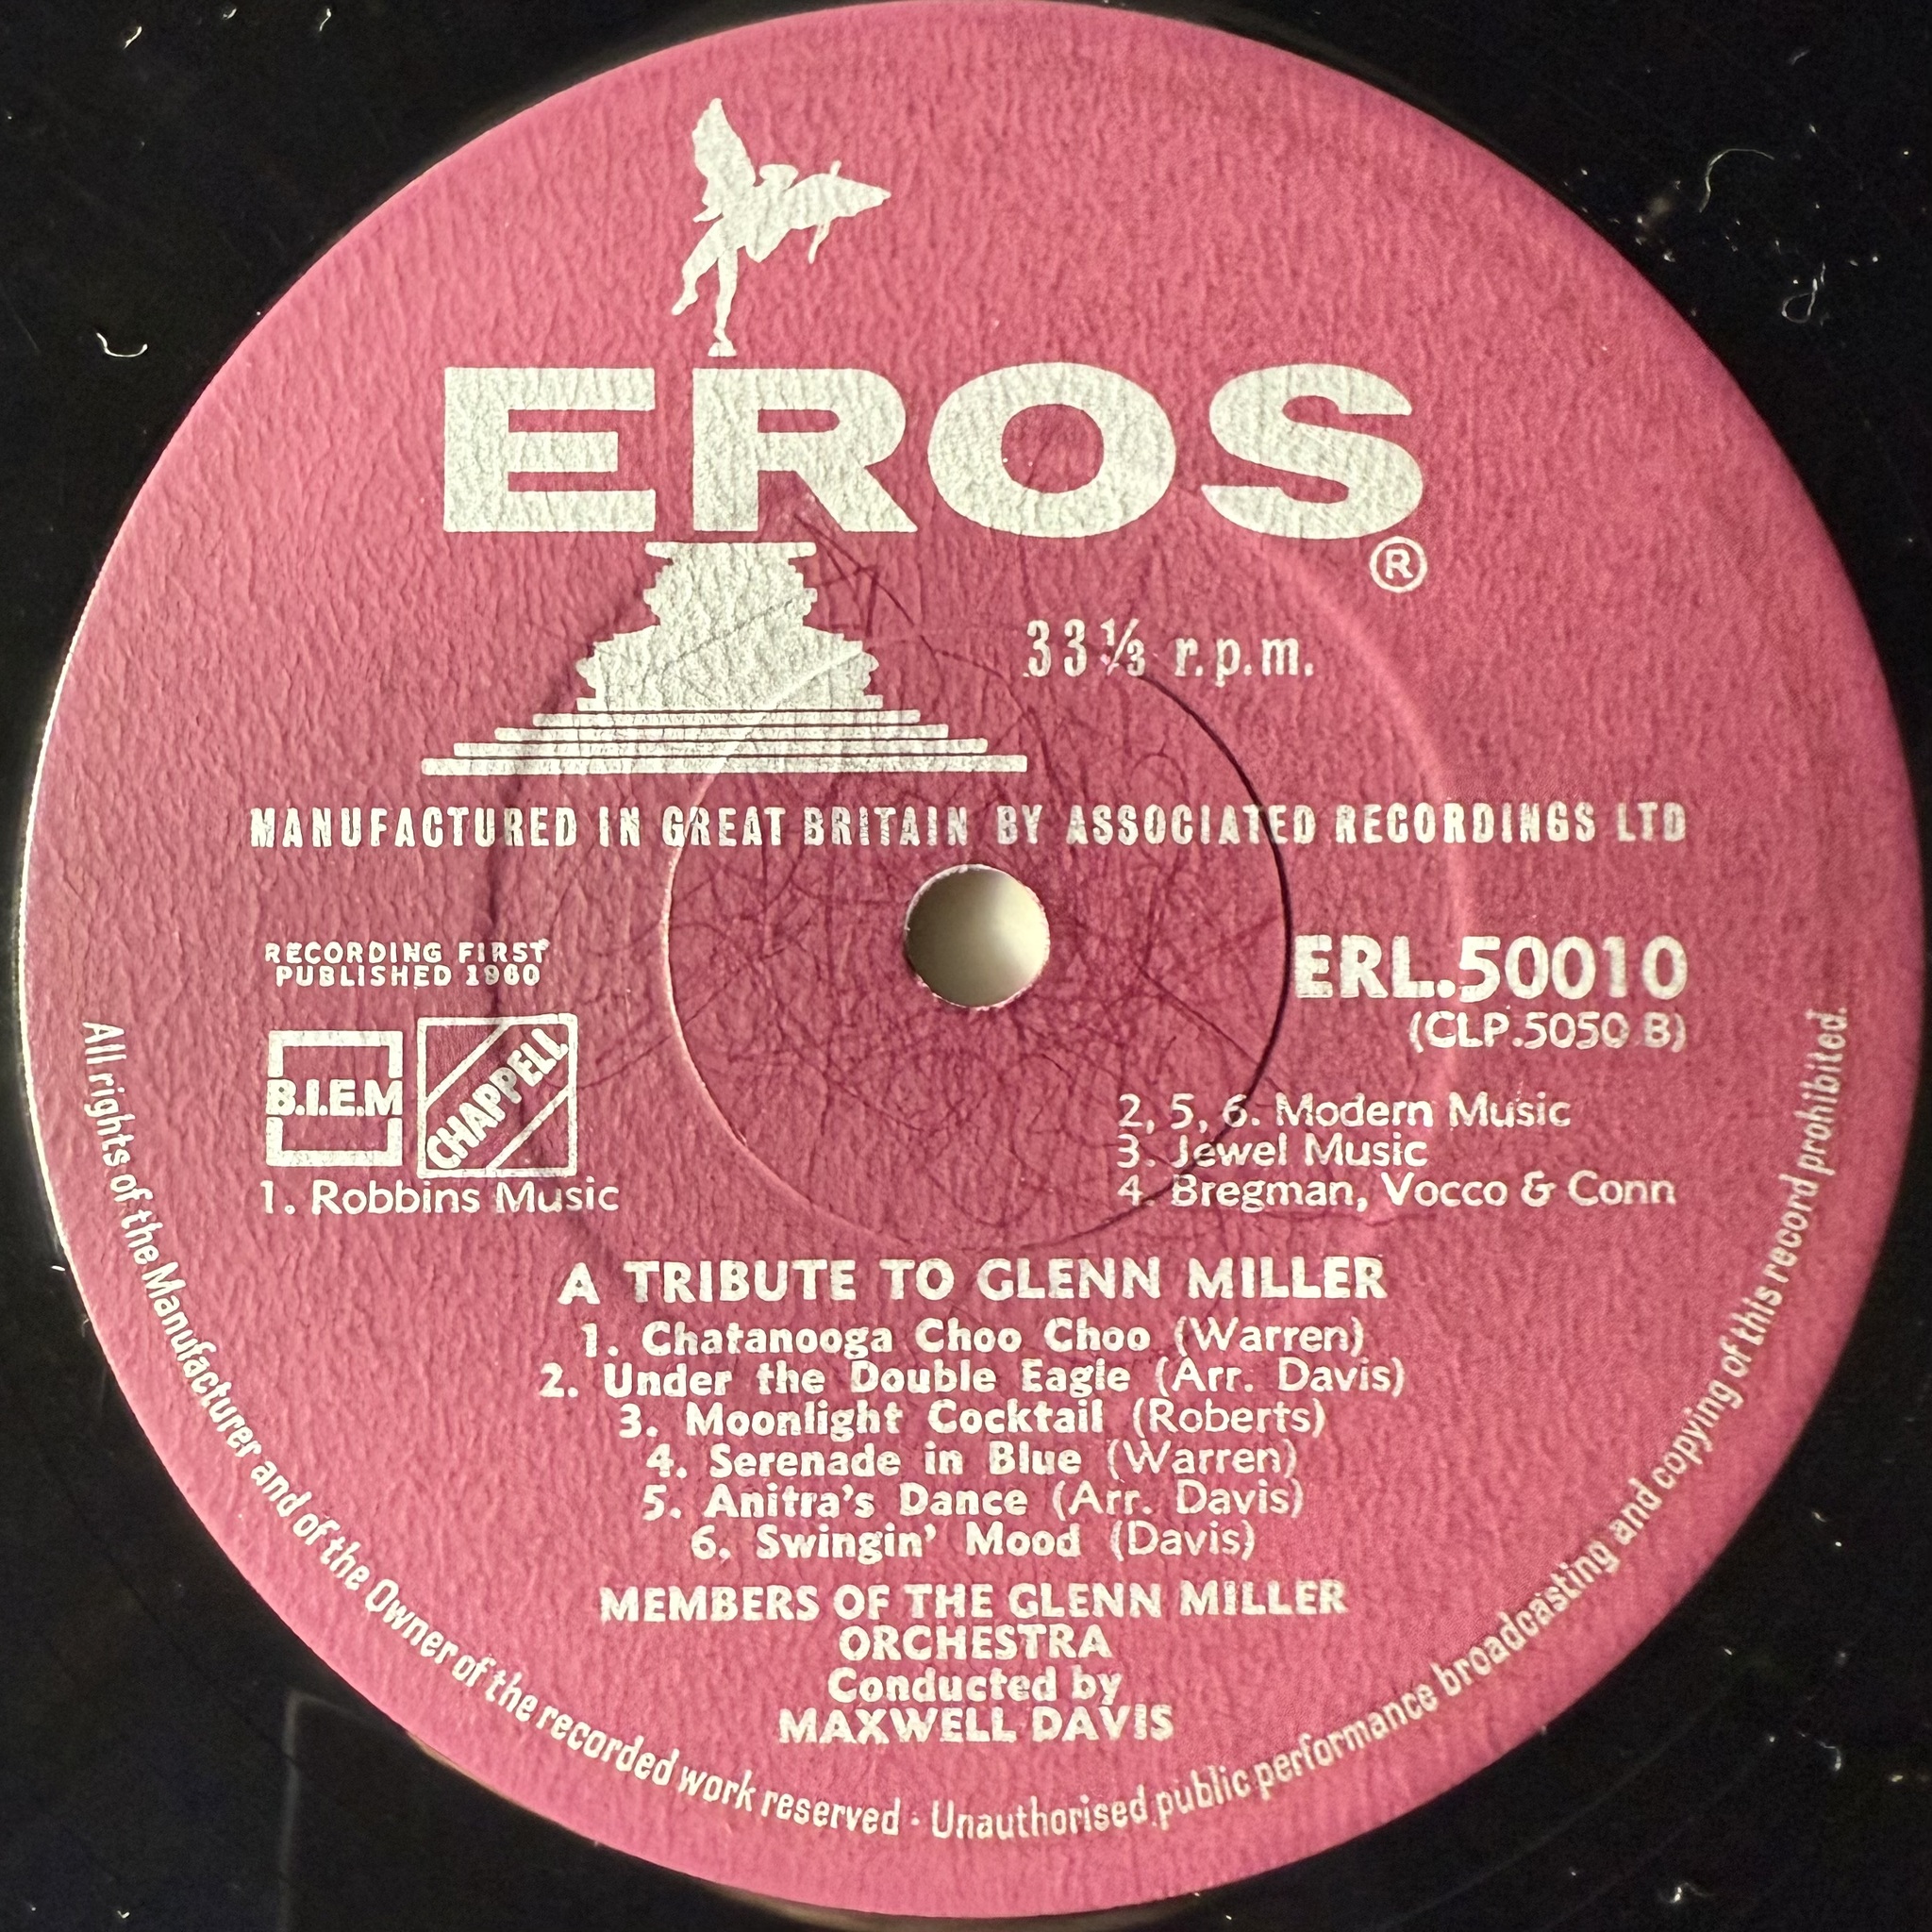 EROS
®
33⅓ r.p.m.
MANUFACTURED IN GREAT BRITAIN BY ASSOCIATED RECORDINGS LTD
RECORDING FIRST
PUBLISHED 1960
B.I.E.M
CHAPPELL
1. Robbins Music
ERL.50010
(CLP.5050 B)
2, 5, 6. Modern Music
3. Jewel Music
4. Bregman, Vocco & Conn
A TRIBUTE TO GLENN MILLER
1. Chatanooga Choo Choo (Warren)
2. Under the Double Eagle (Arr. Davis)
3. Moonlight Cocktail (Roberts)
4. Serenade in Blue (Warren)
5. Anitra's Dance (Arr. Davis)
6. Swingin' Mood (Davis)
MEMBERS OF THE GLENN MILLER
ORCHESTRA
Conducted by
MAXWELL DAVIS
All rights of the Manufacturer and of the Owner of the recorded work reserved · Unauthorised public performance broadcasting and copying of this record prohibited.